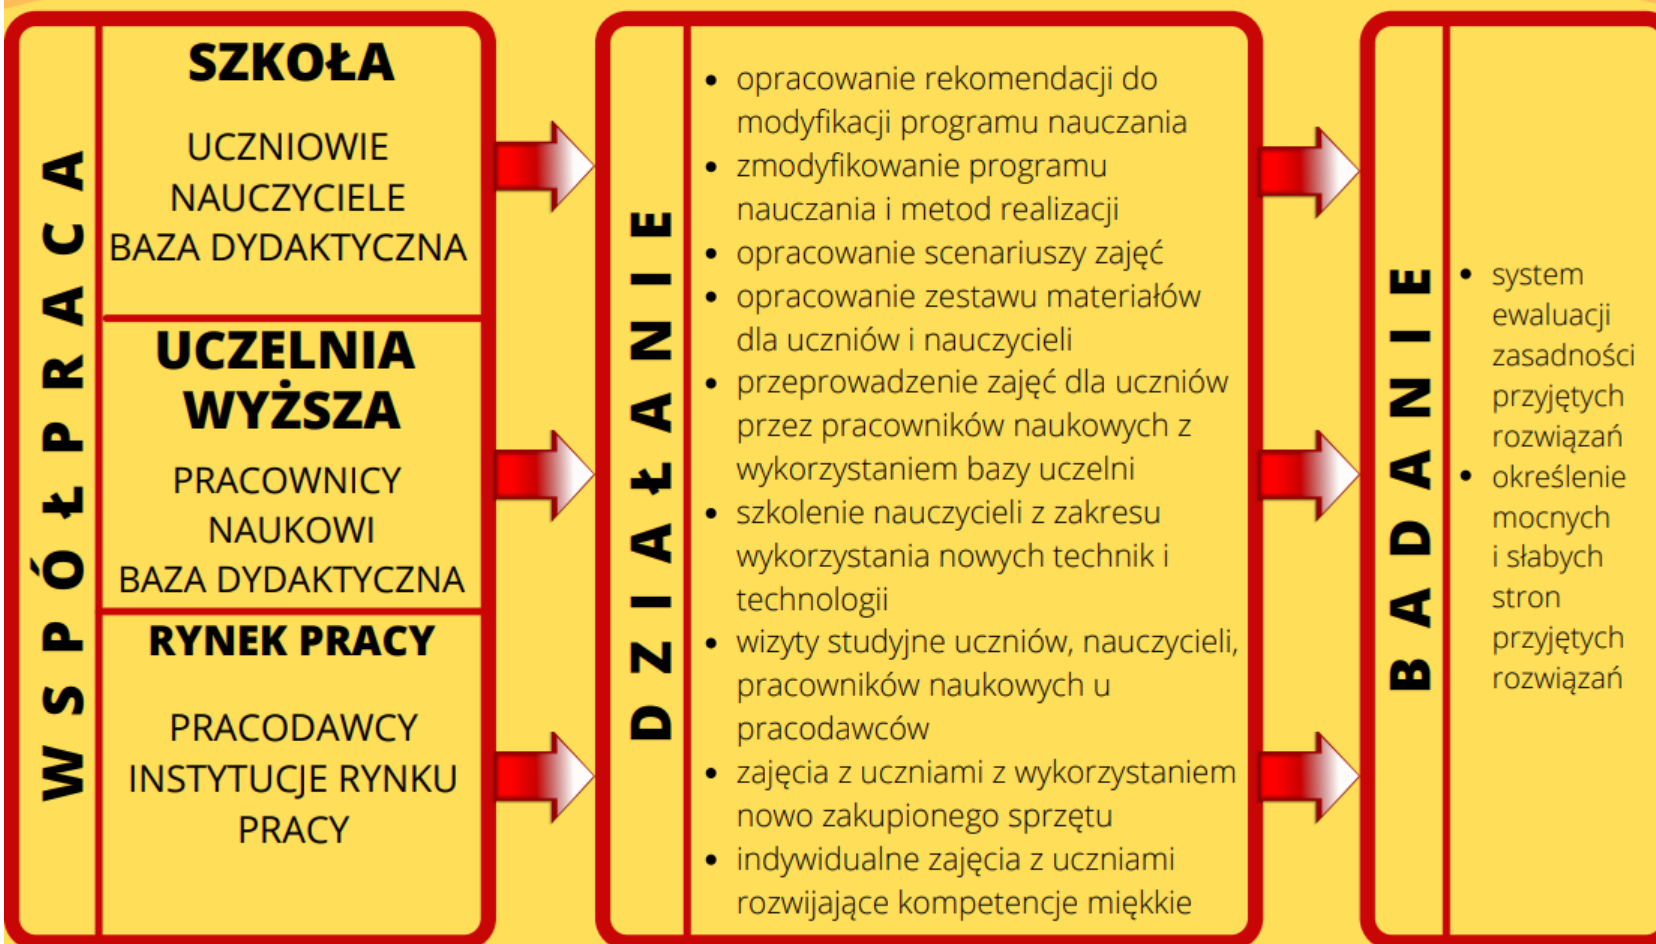 WSPÓŁPRACA
SZKOŁA
UCZNIOWIE
NAUCZYCIELE
BAZA DYDAKTYCZNA
UCZELNIA
WYŻSZA
PRACOWNICY
NAUKOWI
BAZA DYDAKTYCZNA
RYNEK PRACY
PRACODAWCY
INSTYTUCJE RYNKU
PRACY
DZIAŁANIE
• opracowanie rekomendacji do
modyfikacji programu nauczania
• zmodyfikowanie programu
nauczania i metod realizacji
• opracowanie scenariuszy zajęć
• opracowanie zestawu materiałów
dla uczniów i nauczycieli
• przeprowadzenie zajęć dla uczniów
przez pracowników naukowych z
wykorzystaniem bazy uczelni
• szkolenie nauczycieli z zakresu
wykorzystania nowych technik i
technologii
• wizyty studyjne uczniów, nauczycieli,
pracowników naukowych u
pracodawców
• zajęcia z uczniami z wykorzystaniem
nowo zakupionego sprzętu
• indywidualne zajęcia z uczniami
rozwijające kompetencje miękkie
BADANIE
• system
ewaluacji
zasadności
przyjętych
rozwiązań
• określenie
mocnych
i słabych
stron
przyjętych
rozwiązań